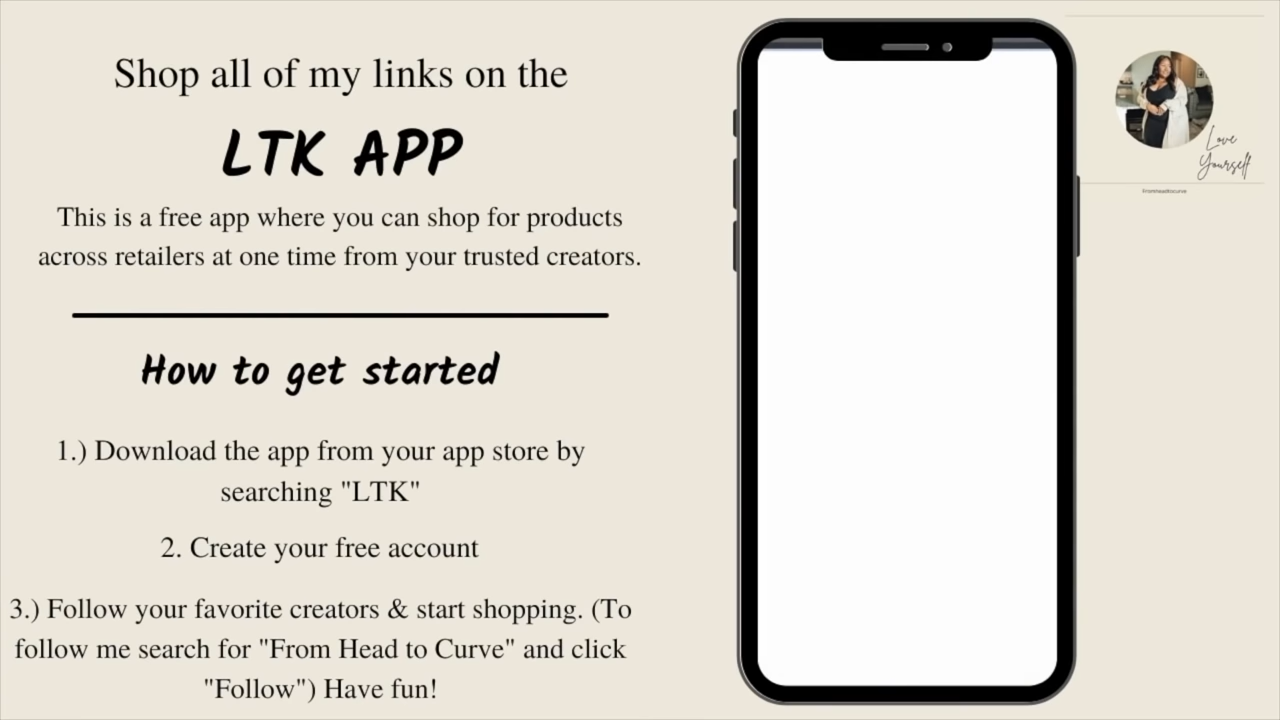 Shop all of my links on the
LTK APP
This is a free app where you can shop for products
across retailers at one time from your trusted creators.
How to get started
1.) Download the app from your app store by
searching "LTK"
2. Create your free account
3.) Follow your favorite creators & start shopping. (To
follow me search for "From Head to Curve" and click
"Follow") Have fun!
Love
Yourself
Fromheadtocurve